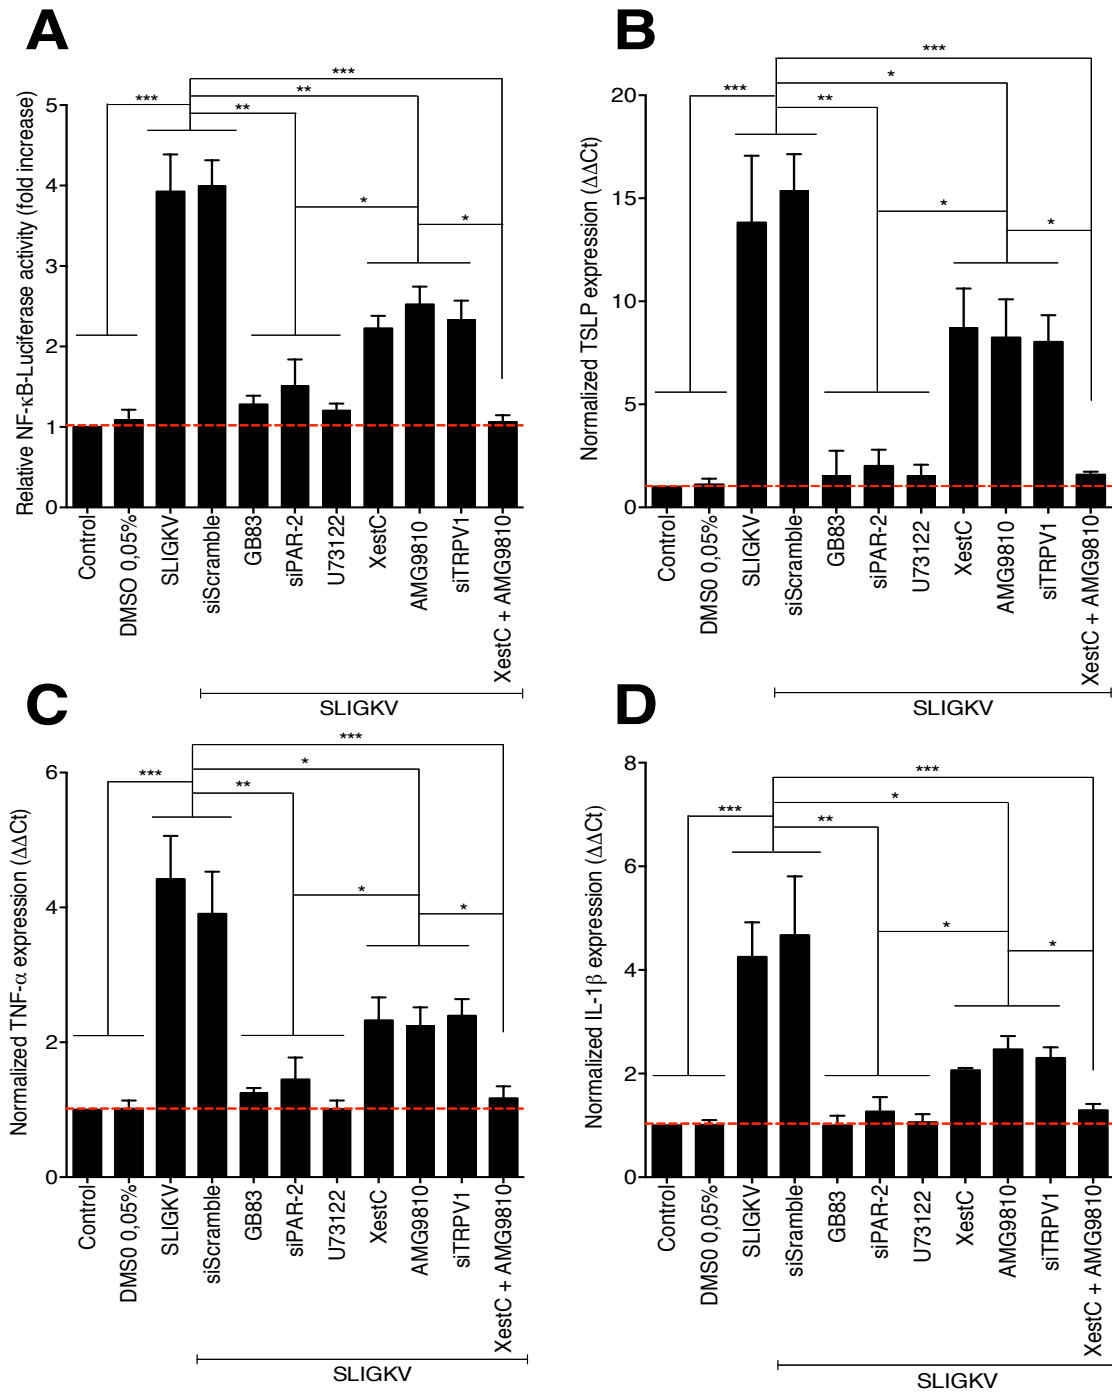 A
Relative NF-κB-Luciferase activity (fold increase)
***
**
***
**
*
*
5
4
3
2
1
0
Control
DMSO 0,05%
SLIGKV
siScramble
GB83
siPAR-2
U73122
XestC
AMG9810
siTRPV1
XestC + AMG9810
SLIGKV
B
Normalized TSLP expression (ΔΔCt)
***
*
***
**
*
*
20
15
10
5
0
Control
DMS0 0,05%
SLIGKV
siScramble
GB83
siPAR-2
U73122
XestC
AMG9810
siTRPV1
XestC + AMG9810
SLIGKV
C
Normalized TNF-α expression (ΔΔCt)
***
*
***
**
*
*
6
4
2
0
Control
DMS0 0,05%
SLIGKV
siScramble
GB83
siPAR-2
U73122
XestC
AMG9810
siTRPV1
XestC + AMG9810
SLIGKV
D
Normalized IL-1β expression (ΔΔCt)
***
*
***
**
*
*
8
6
4
2
0
Control
DMS0 0,05%
SLIGKV
siSramble
GB83
siPAR-2
U73122
XestC
AMG9810
siTRPV1
XestC + AMG9810
SLIGKV